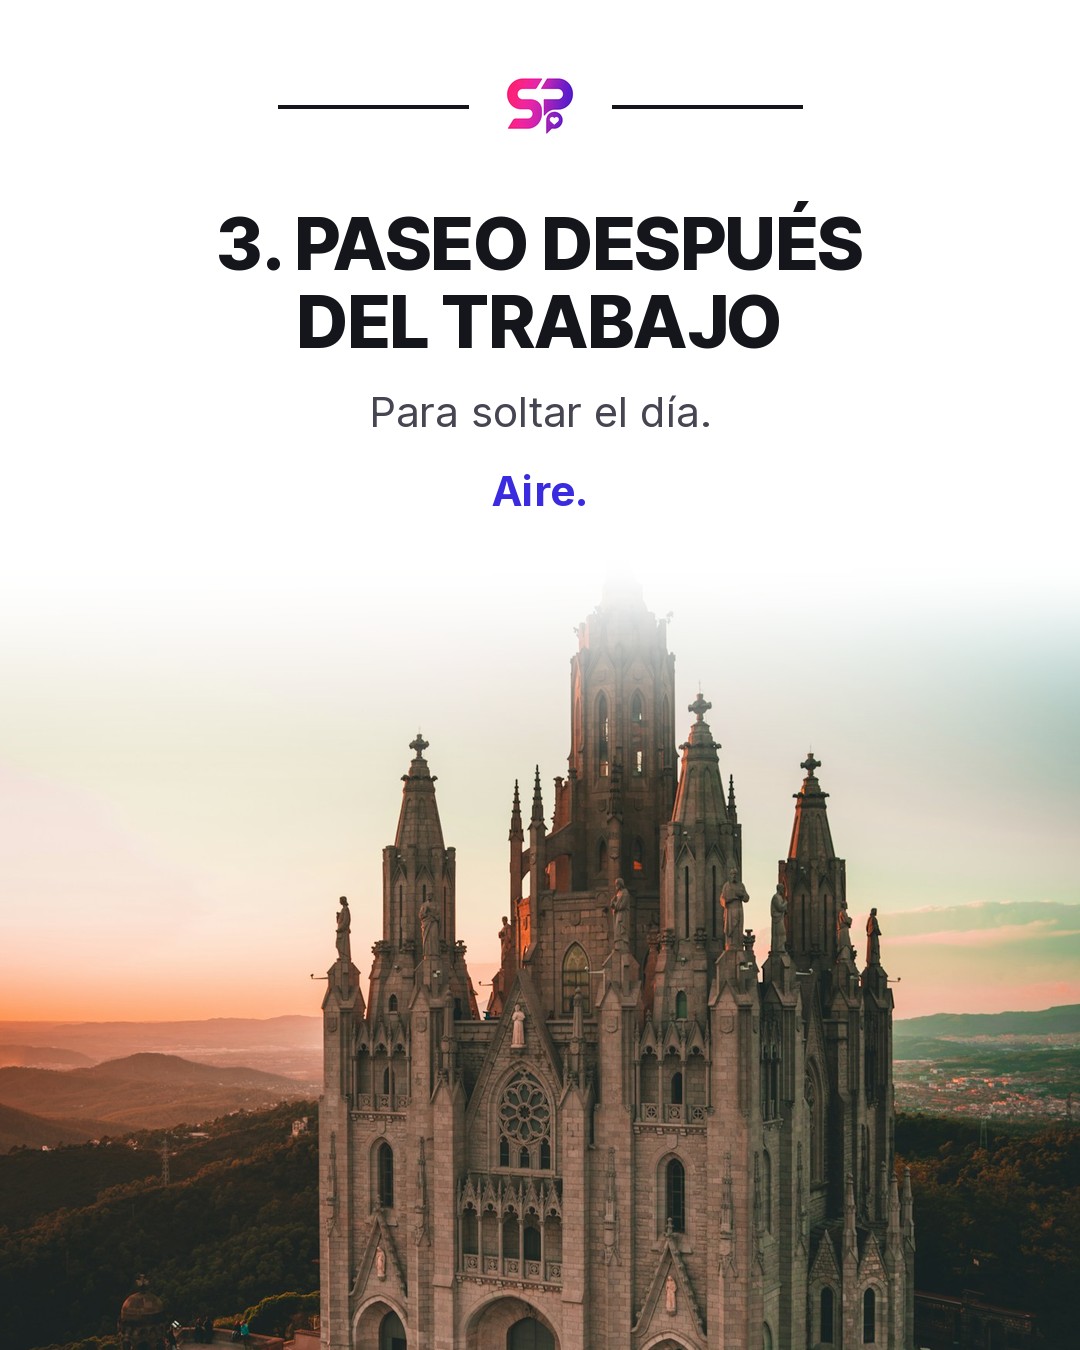 SP
3. PASEO DESPUÉS
DEL TRABAJO
Para soltar el día.
Aire.